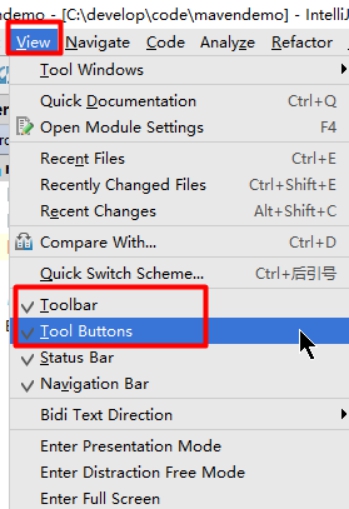 demo - [C:\develop\code\mavendemo] - IntelliJ
View Navigate Code Analyze Refactor
Tool Windows
Quick Documentation Ctrl+Q
Open Module Settings F4
Recent Files Ctrl+E
Recently Changed Files Ctrl+Shift+E
Recent Changes Alt+Shift+C
Compare With... Ctrl+D
Quick Switch Scheme... Ctrl+后引号
Toolbar
Tool Buttons
Status Bar
Navigation Bar
Bidi Text Direction
Enter Presentation Mode
Enter Distraction Free Mode
Enter Full Screen